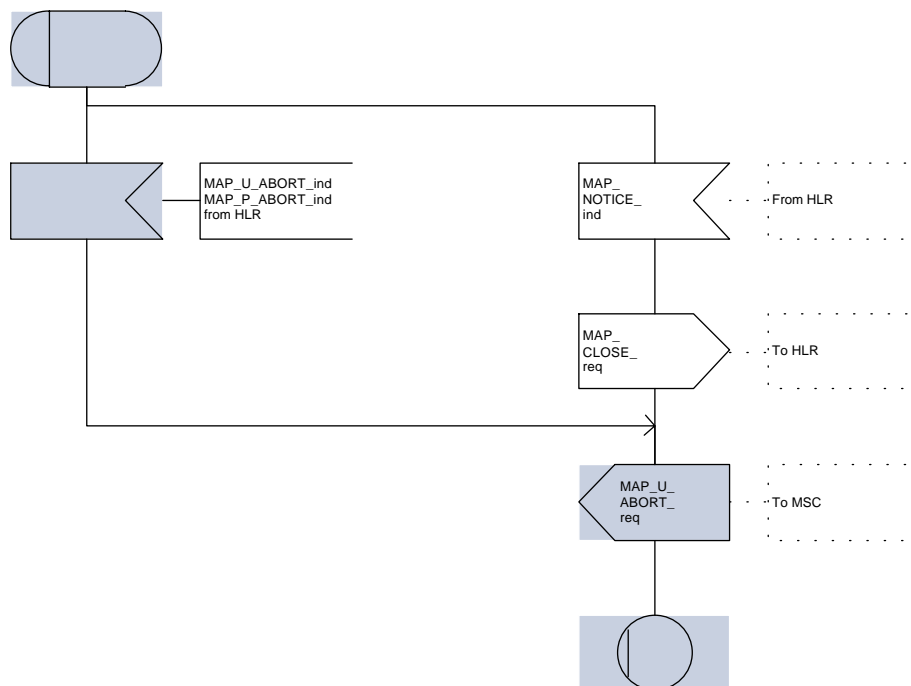 MAP_U_ABORT_ind
MAP_P_ABORT_ind
from HLR
MAP_
NOTICE_
ind
From HLR
MAP_
CLOSE_
req
To HLR
MAP_U_
ABORT_
req
To MSC